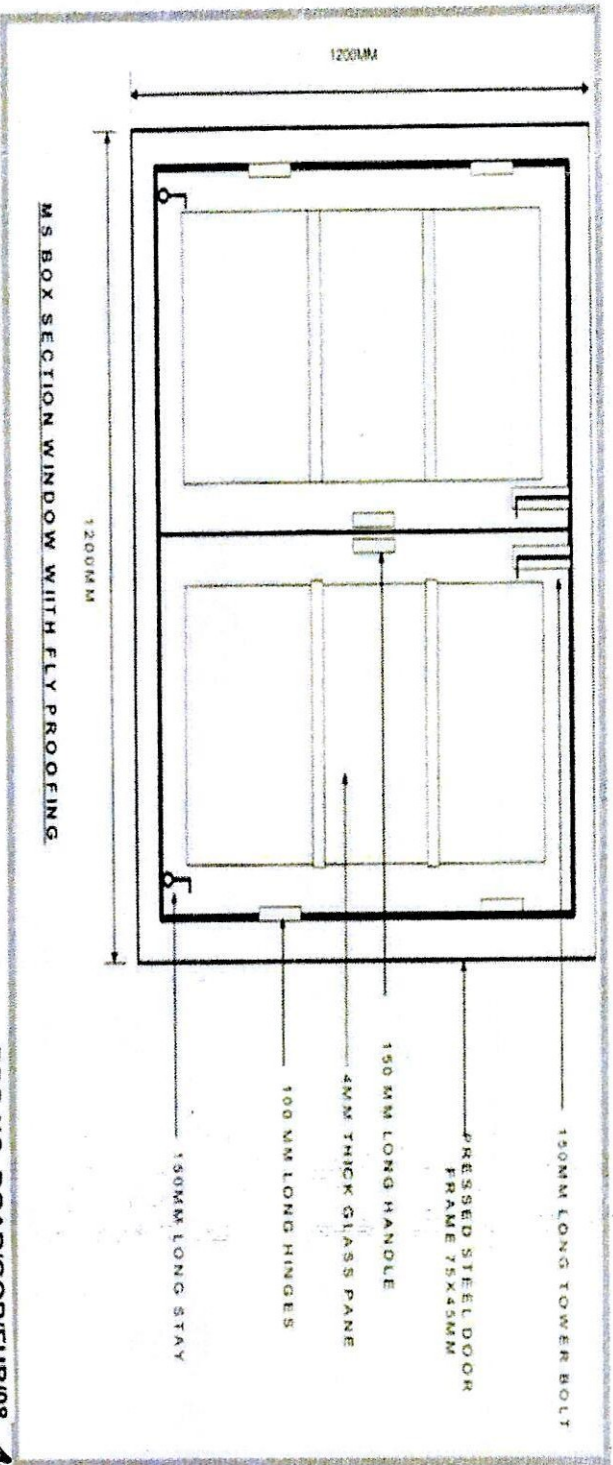 1200MM
150MM LONG TOWER BOLT
PRESSED STEEL DOOR
FRAME 75X45MM
150 MM LONG HANDLE
4MM THICK GLASS PANE
100 MM LONG HINGES
150MM LONG STAY
1200MM
MS BOX SECTION WINDOW WIITH FLY PROOFING